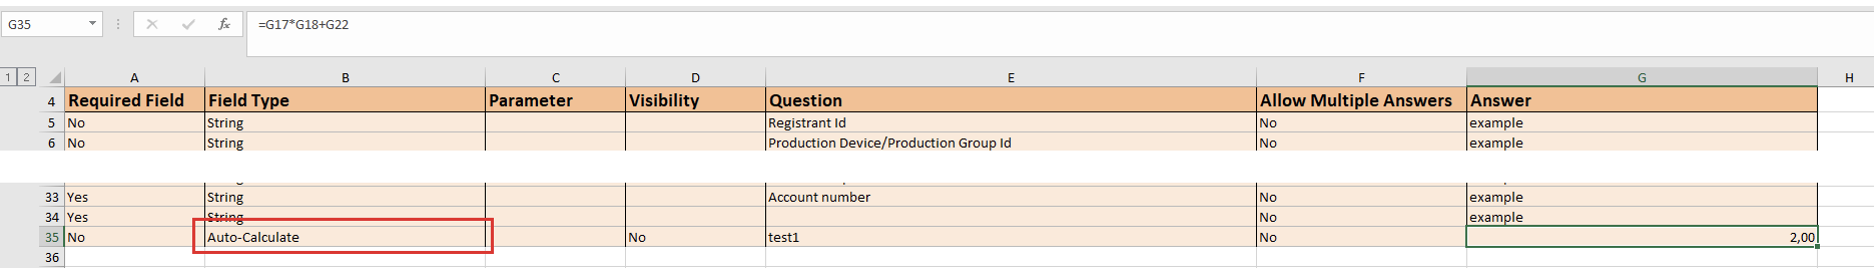 G35 fx =G17*G18+G22
1 2 A B C D E F G H
4 Required Field Field Type Parameter Visibility Question Allow Multiple Answers Answer
5 No String Registrant Id No example
6 No String Production Device/Production Group Id No example
33 Yes String Account number No example
34 Yes String No example
35 No Auto-Calculate No test1 No 2,00
36